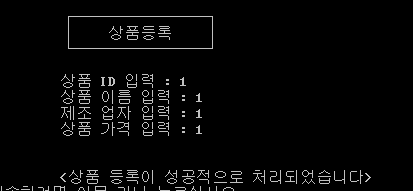 상품등록
상품 ID 입력 : 1
상품 이름 입력 : 1
제조 업자 입력 : 1
상품 가격 입력 : 1
<상품 등록이 성공적으로 처리되었습니다>